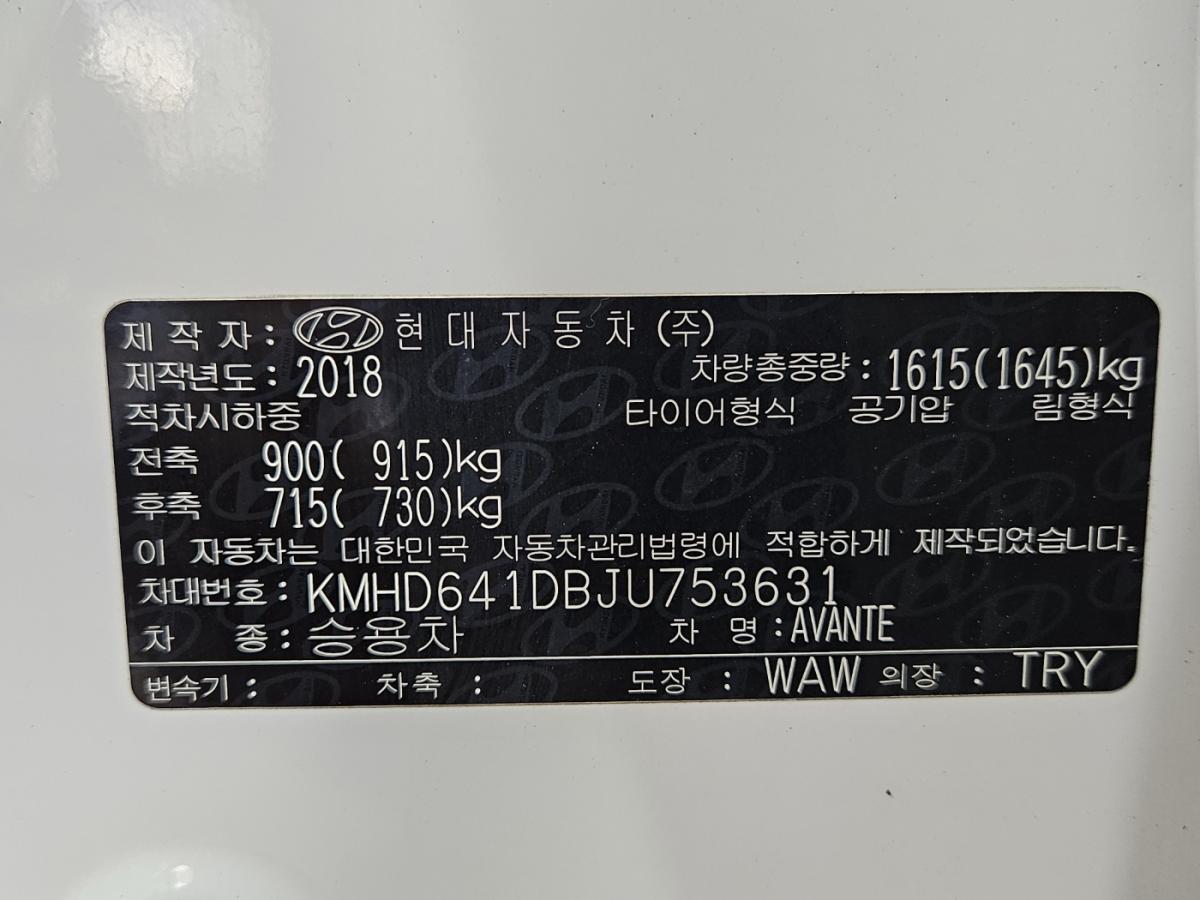 제 작 자 : 현 대 자 동 차 (주)
제작년도 : 2018 차량총중량 : 1615(1645)kg
적차시하중 타이어형식 공기압 림형식
전축 900( 915)kg
후축 715( 730)kg
이 자동차는 대한민국 자동차관리법령에 적합하게 제작되었습니다.
차대번호 : KMHD641DBJU753631
차 종 : 승용차 차 명 : AVANTE
변속기 : 차축 : 도장 : WAW 의장 : TRY